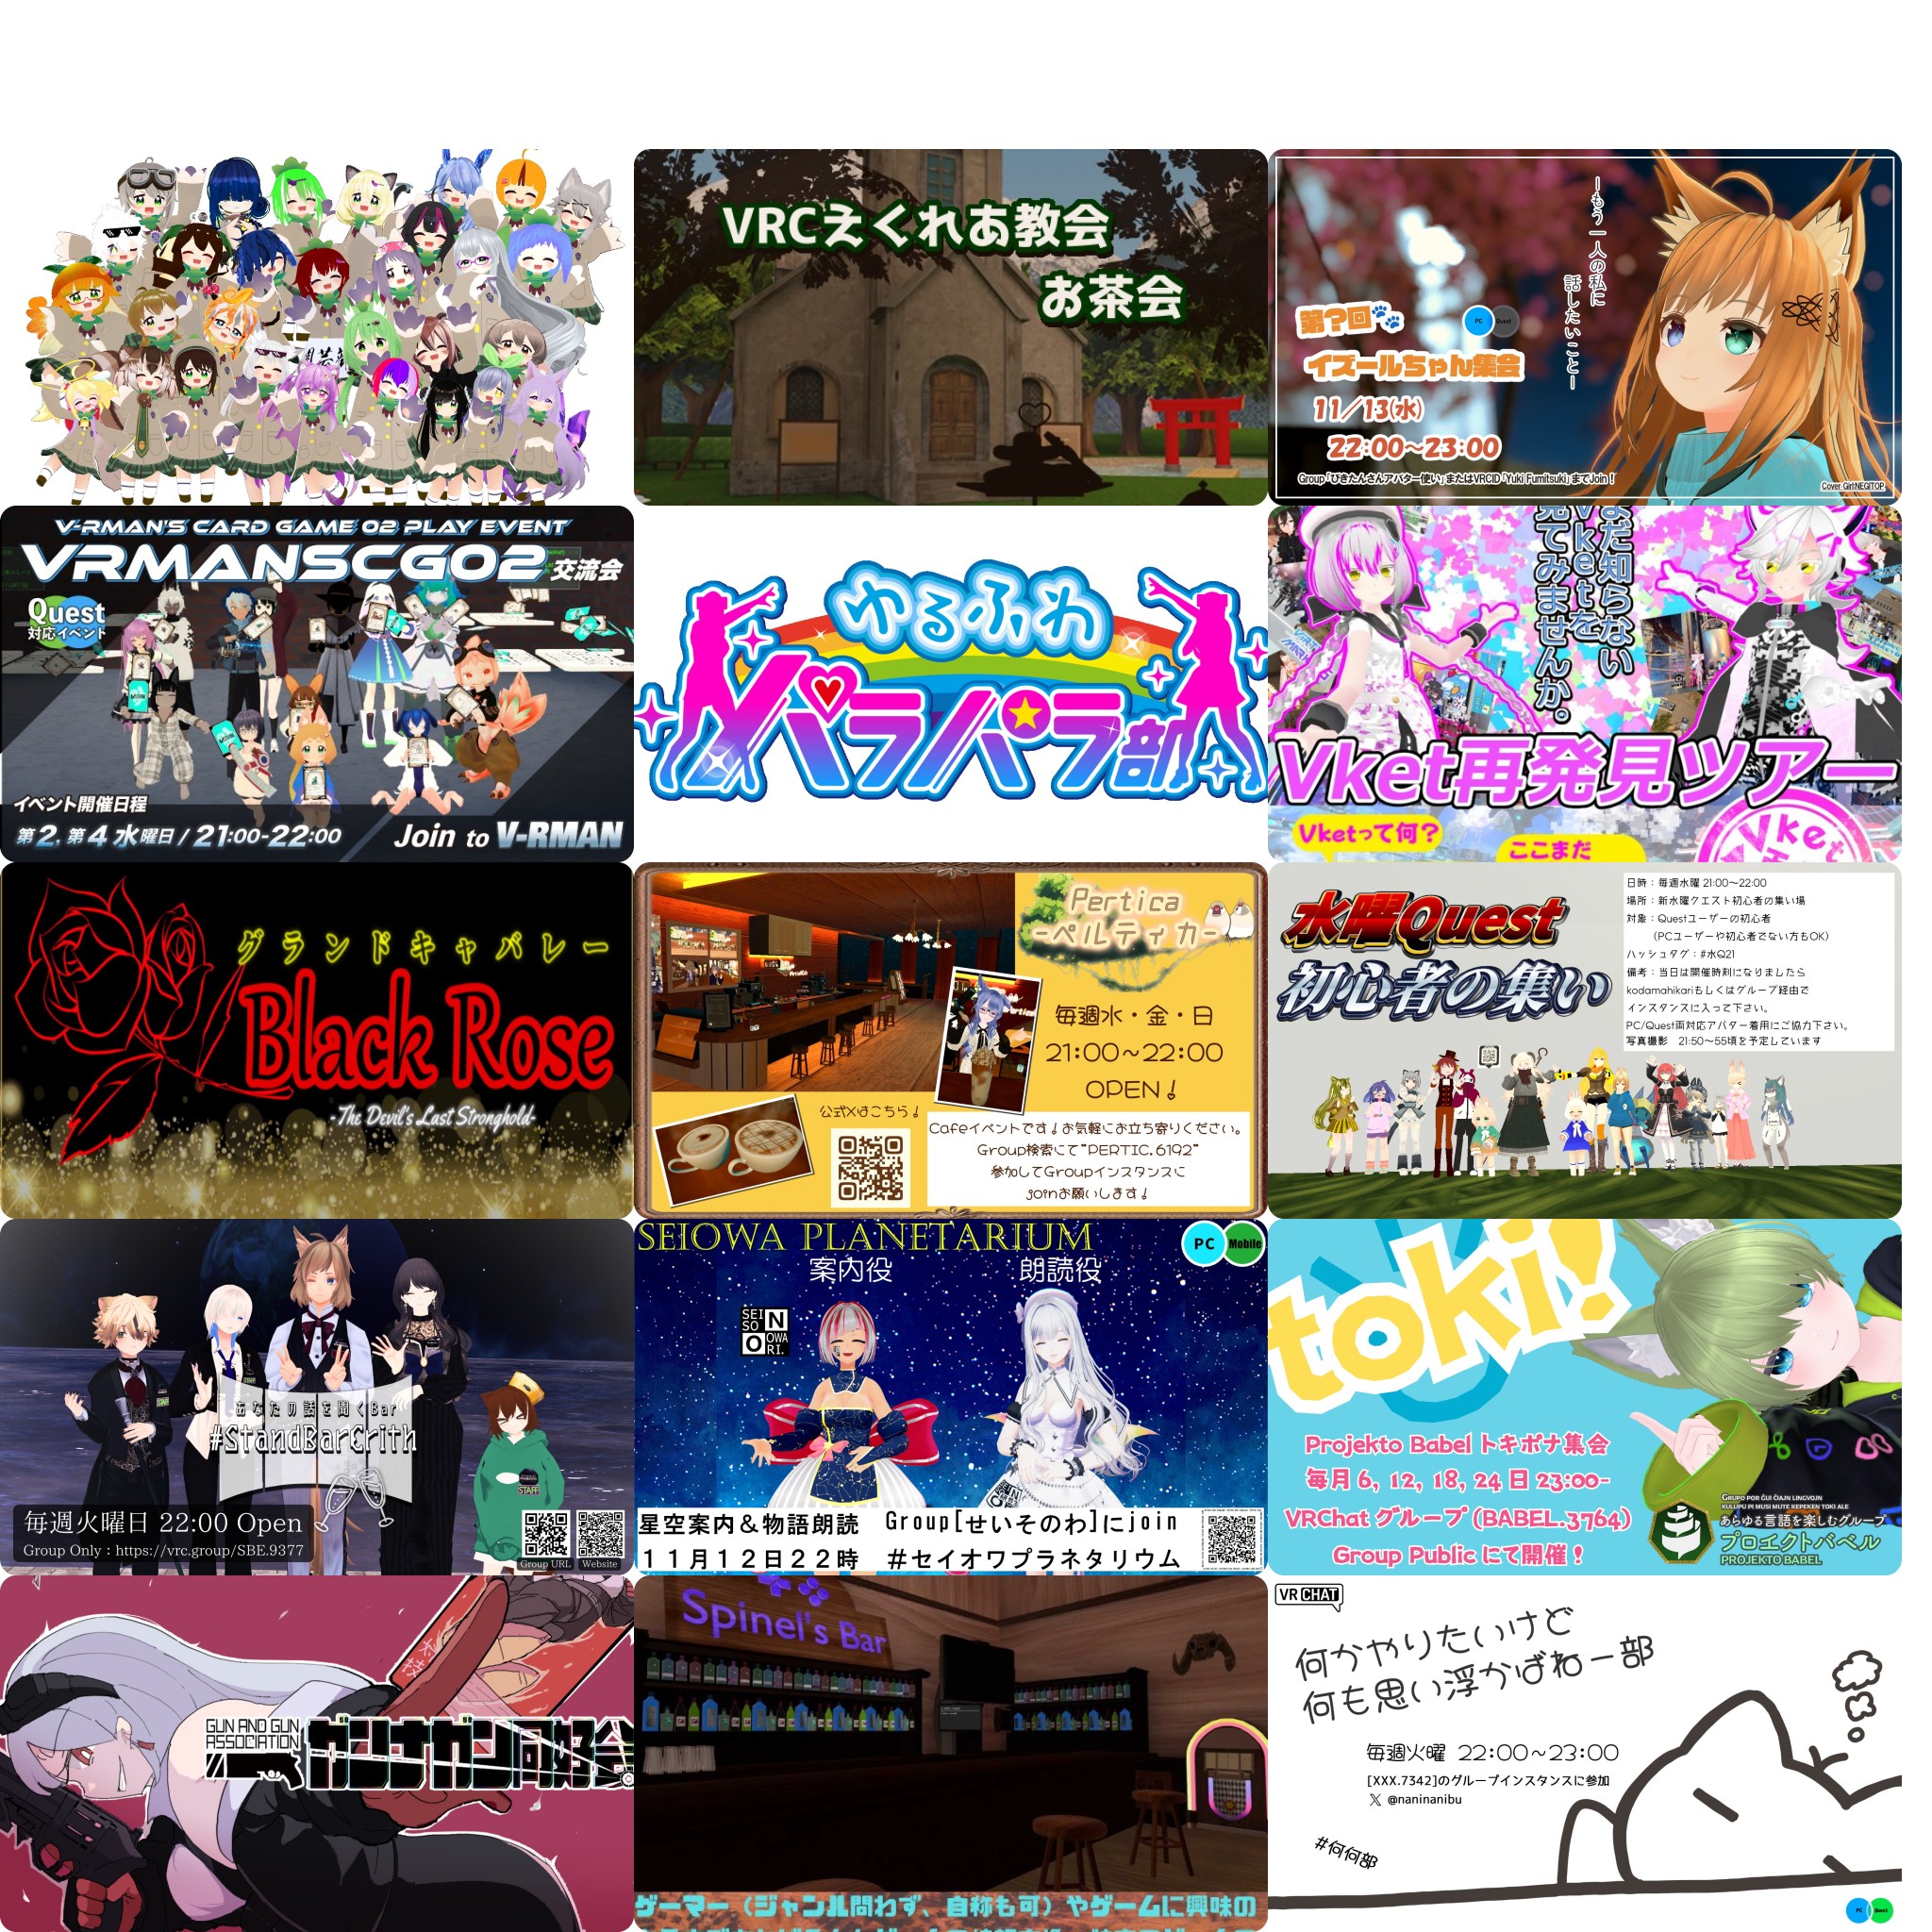 VRCえくれあ教会
お茶会
―もう一人の私に
話したいこと―
第?回
PC
Quest
イズールちゃん集会
11/13(水)
22:00~23:00
Group「ぴきたんさんアバター使い」またはVRCID「Yuki Fumitsuki」までJoin!
Cover Girl:NEGITOP
V-RMAN'S CARD GAME 02 PLAY EVENT
VRMANSCG02 交流会
Quest
対応イベント
イベント開催日程
第2,第4 水曜日 / 21:00-22:00
Join to V-RMAN
ゆるふわ
パラパラ部
まだ知らない
Vketを
見てみませんか。
Vket再発見ツアー
Vketって何?
ここまだ
Vket
グランドキャバレー
Black Rose
-The Devil's Last Stronghold-
Pertica
-ペルティカ-
毎週水・金・日
21:00~22:00
OPEN!
公式Xはこちら!
Cafeイベントです!お気軽にお立ち寄りください。
Group検索にて"PERTIC.6192"
参加してGroupインスタンスに
joinお願いします!
水曜Quest
初心者の集い
日時:毎週水曜 21:00~22:00
場所:新水曜クエスト初心者の集い場
対象:Questユーザーの初心者
(PCユーザーや初心者でない方もOK)
ハッシュタグ:#水Q21
備考:当日は開催時刻になりましたら
kodamahikariもしくはグループ経由で
インスタンスに入って下さい。
PC/Quest両対応アバター着用にご協力下さい。
写真撮影 21:50~55頃を予定しています
あなたの話を聞くBar
#StandBarErith
STAFF
毎週火曜日 22:00 Open
Group Only : https://vrc.group/SBE.9377
Group URL
Website
SEIOWA PLANETARIUM
PC
Mobile
案内役
朗読役
SEI
SO
N
O
OWA
RI.
星空案内&物語朗読 Group[せいそのわ]にjoin
11月12日22時 #セイオワプラネタリウム
toki!
Projekto Babel トキポナ集会
毎月 6, 12, 18, 24 日 23:00-
VRChat グループ (BABEL.3764)
Group Public にて開催!
GRUPO POR ĜUI ĈIAJN LINGVOJN
KULUPU PI MUSI MUTE KEPEKEN TOKI ALE
あらゆる言語を楽しむグループ
プロエクトバベル
PROJEKTO BABEL
GUN AND GUN
ASSOCIATION
ガンナガン同好会
Spinel's Bar
ゲーマー(ジャンル問わず、自称も可)やゲームに興味の
VRCHAT
何かやりたいけど
何も思い浮かばねー部
毎週火曜 22:00~23:00
[XXX.7342]のグループインスタンスに参加
X @naninanibu
#何何部
PC
Quest